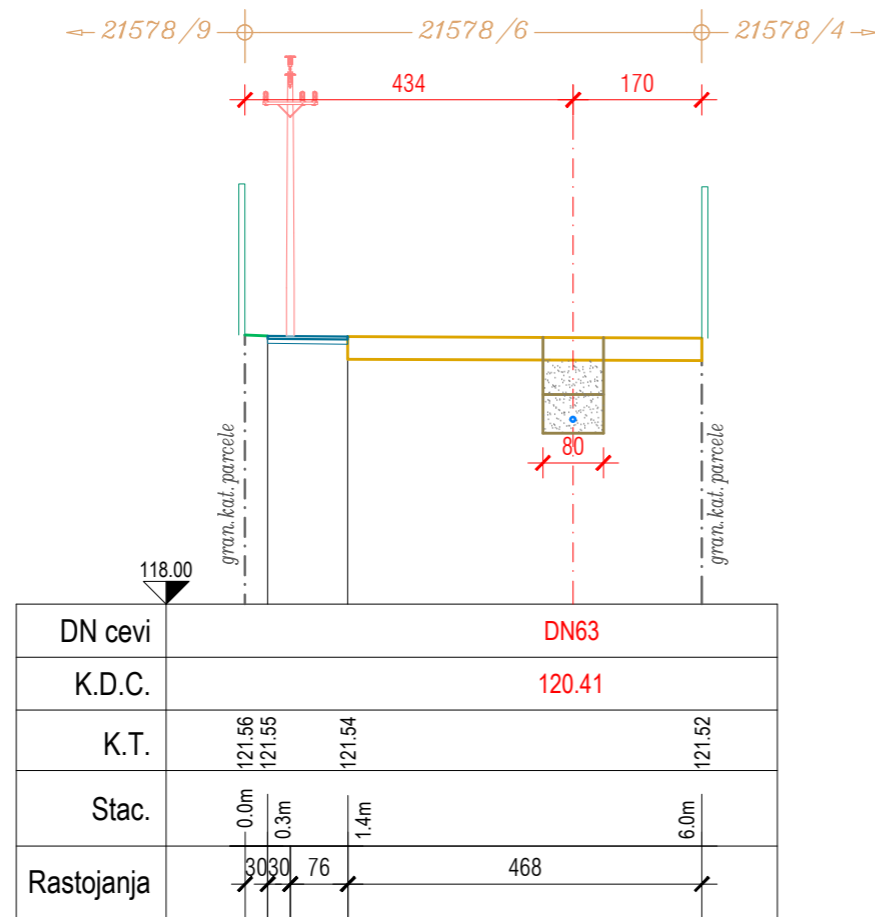 21578/9 21578/6 21578/4
434 170
gran.kat.parcele
gran.kat.parcele
80
118.00
DN cevi DN63
K.D.C. 120.41
K.T. 121.56 121.55 121.54 121.52
Stac. 0.0m 0.3m 1.4m 6.0m
Rastojanja 30 30 76 468